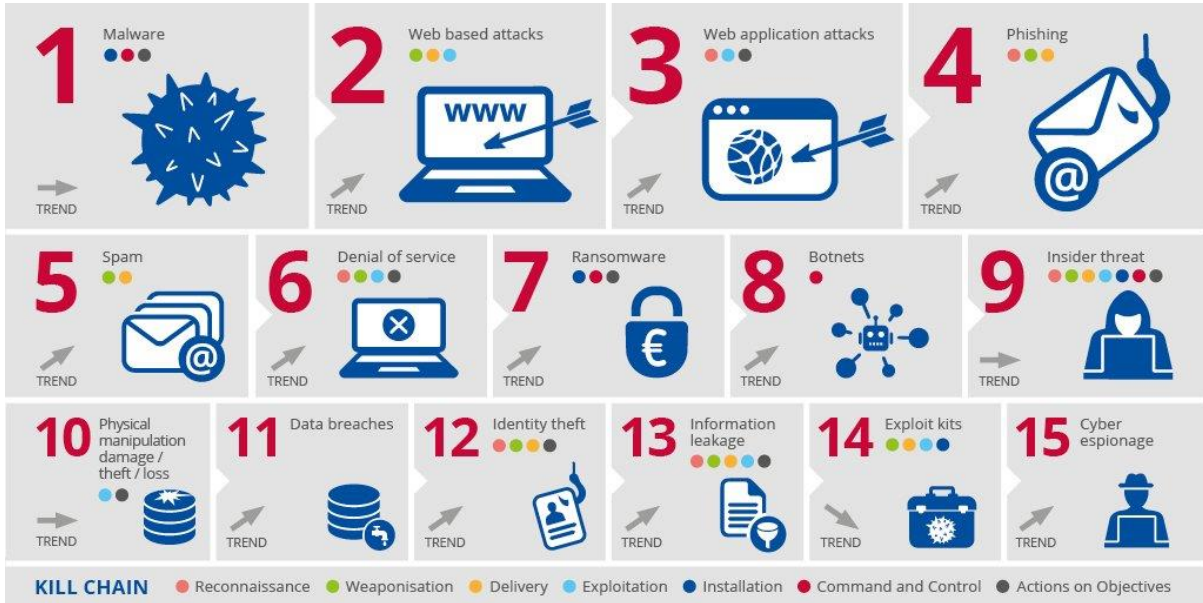 1 Malware
TREND
2 Web based attacks
WWW
TREND
3 Web application attacks
TREND
4 Phishing
@
TREND
5 Spam
@
TREND
6 Denial of service
TREND
7 Ransomware
€
TREND
8 Botnets
TREND
9 Insider threat
TREND
10 Physical
manipulation
damage /
theft / loss
TREND
11 Data breaches
TREND
12 Identity theft
TREND
13 Information
leakage
TREND
14 Exploit kits
TREND
15 Cyber
espionage
TREND
KILL CHAIN Reconnaissance Weaponisation Delivery Exploitation Installation Command and Control Actions on Objectives